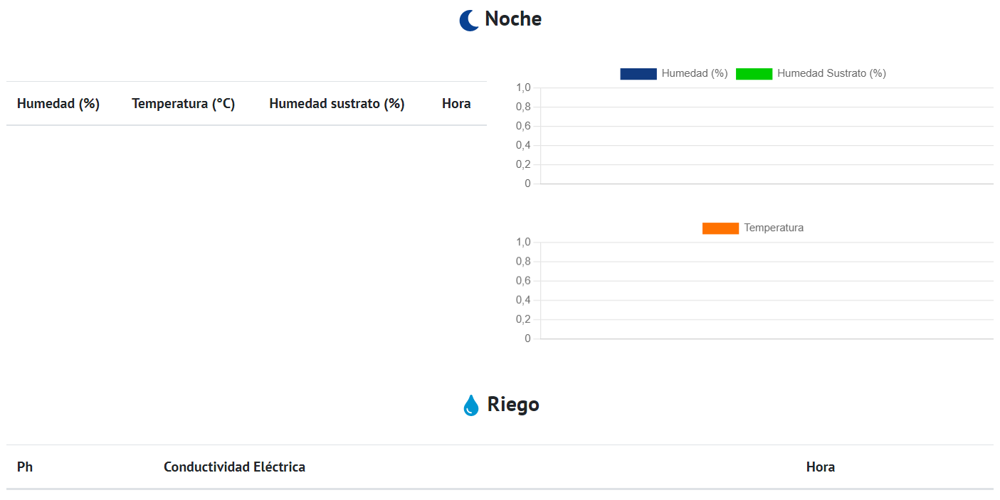 Noche
Humedad (%) Temperatura (°C) Humedad sustrato (%) Hora
Humedad (%) Humedad Sustrato (%)
1,0
0,8
0,6
0,4
0,2
0
Temperatura
1,0
0,8
0,6
0,4
0,2
0
Riego
Ph Conductividad Eléctrica Hora